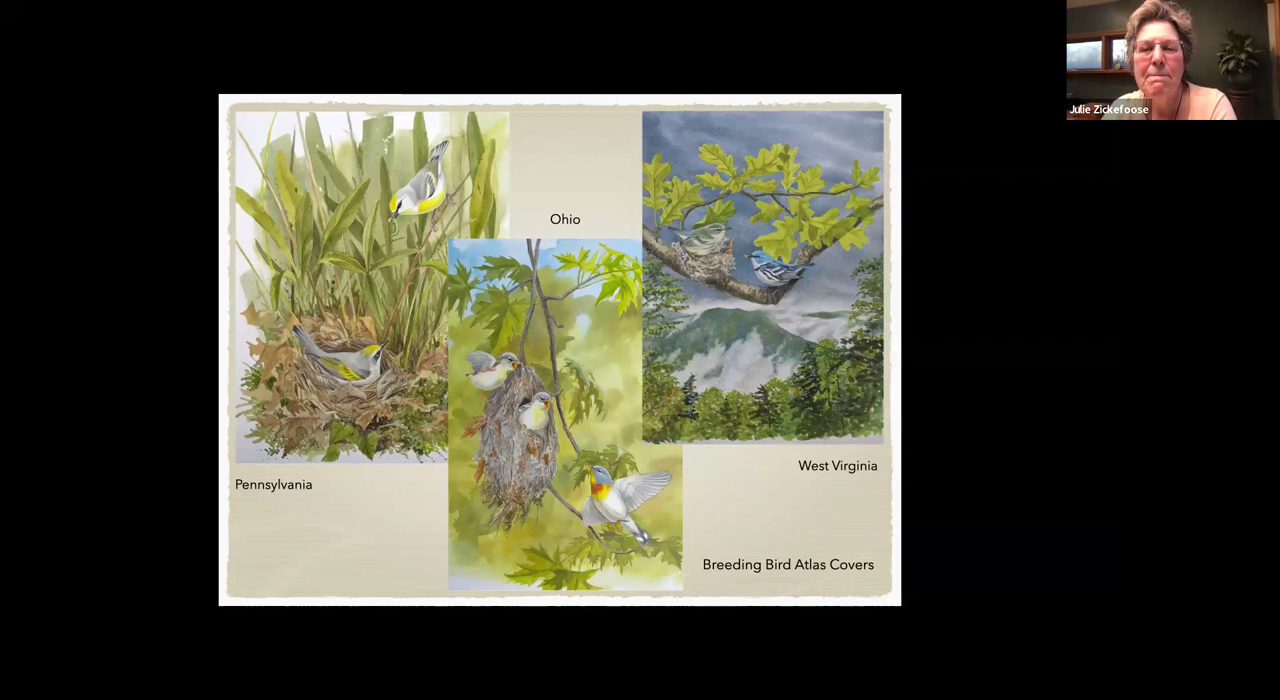 Julie Zickefoose
Ohio
West Virginia
Pennsylvania
Breeding Bird Atlas Covers